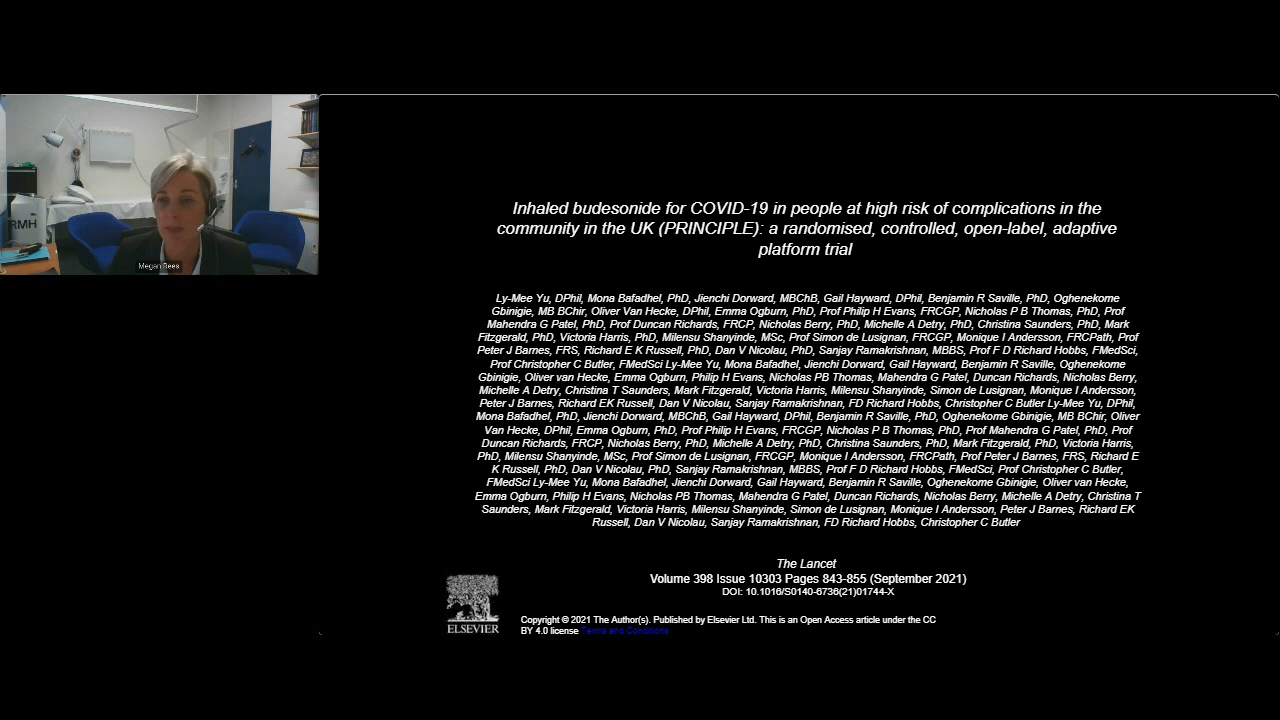 RMH
Megan Rees
Inhaled budesonide for COVID-19 in people at high risk of complications in the
community in the UK (PRINCIPLE): a randomised, controlled, open-label, adaptive
platform trial
Ly-Mee Yu, DPhil, Mona Bafadhel, PhD, Jienchi Dorward, MBChB, Gail Hayward, DPhil, Benjamin R Saville, PhD, Oghenekome
Gbinigie, MB BChir, Oliver Van Hecke, DPhil, Emma Ogburn, PhD, Prof Philip H Evans, FRCGP, Nicholas P B Thomas, PhD, Prof
Mahendra G Patel, PhD, Prof Duncan Richards, FRCP, Nicholas Berry, PhD, Michelle A Detry, PhD, Christina Saunders, PhD, Mark
Fitzgerald, PhD, Victoria Harris, PhD, Milensu Shanyinde, MSc, Prof Simon de Lusignan, FRCGP, Monique I Andersson, FRCPath, Prof
Peter J Barnes, FRS, Richard E K Russell, PhD, Dan V Nicolau, PhD, Sanjay Ramakrishnan, MBBS, Prof F D Richard Hobbs, FMedSci,
Prof Christopher C Butler, FMedSci Ly-Mee Yu, Mona Bafadhel, Jienchi Dorward, Gail Hayward, Benjamin R Saville, Oghenekome
Gbinigie, Oliver van Hecke, Emma Ogburn, Philip H Evans, Nicholas PB Thomas, Mahendra G Patel, Duncan Richards, Nicholas Berry,
Michelle A Detry, Christina T Saunders, Mark Fitzgerald, Victoria Harris, Milensu Shanyinde, Simon de Lusignan, Monique I Andersson,
Peter J Barnes, Richard EK Russell, Dan V Nicolau, Sanjay Ramakrishnan, FD Richard Hobbs, Christopher C Butler Ly-Mee Yu, DPhil,
Mona Bafadhel, PhD, Jienchi Dorward, MBChB, Gail Hayward, DPhil, Benjamin R Saville, PhD, Oghenekome Gbinigie, MB BChir, Oliver
Van Hecke, DPhil, Emma Ogburn, PhD, Prof Philip H Evans, FRCGP, Nicholas P B Thomas, PhD, Prof Mahendra G Patel, PhD, Prof
Duncan Richards, FRCP, Nicholas Berry, PhD, Michelle A Detry, PhD, Christina Saunders, PhD, Mark Fitzgerald, PhD, Victoria Harris,
PhD, Milensu Shanyinde, MSc, Prof Simon de Lusignan, FRCGP, Monique I Andersson, FRCPath, Prof Peter J Barnes, FRS, Richard E
K Russell, PhD, Dan V Nicolau, PhD, Sanjay Ramakrishnan, MBBS, Prof F D Richard Hobbs, FMedSci, Prof Christopher C Butler,
FMedSci Ly-Mee Yu, Mona Bafadhel, Jienchi Dorward, Gail Hayward, Benjamin R Saville, Oghenekome Gbinigie, Oliver van Hecke,
Emma Ogburn, Philip H Evans, Nicholas PB Thomas, Mahendra G Patel, Duncan Richards, Nicholas Berry, Michelle A Detry, Christina T
Saunders, Mark Fitzgerald, Victoria Harris, Milensu Shanyinde, Simon de Lusignan, Monique I Andersson, Peter J Barnes, Richard EK
Russell, Dan V Nicolau, Sanjay Ramakrishnan, FD Richard Hobbs, Christopher C Butler
The Lancet
Volume 398 Issue 10303 Pages 843-855 (September 2021)
DOI: 10.1016/S0140-6736(21)01744-X
ELSEVIER
Copyright © 2021 The Author(s). Published by Elsevier Ltd. This is an Open Access article under the CC
BY 4.0 license Terms and Conditions